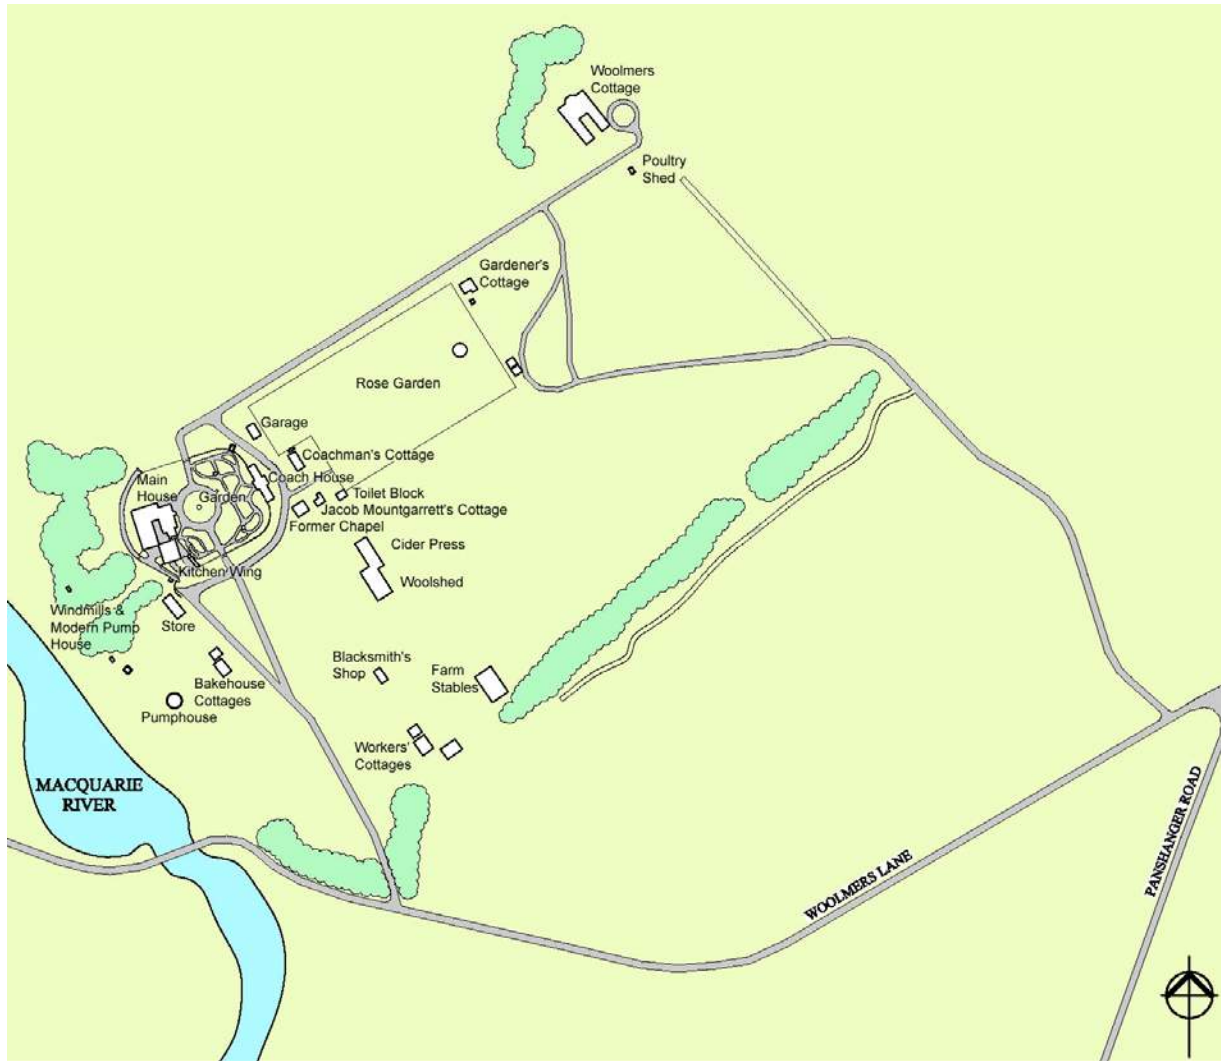 Woolmers
Cottage
Poultry
Shed
Gardener's
Cottage
Rose Garden
Garage
Coachman's Cottage
Main
House
Coach House
Garden
Toilet Block
Jacob Mountgarrett's Cottage
Former Chapel
Cider Press
Kitchen Wing
Woolshed
Windmills &
Modern Pump
House
Store
Blacksmith's
Shop
Farm
Stables
Bakehouse
Cottages
Pumphouse
Workers'
Cottages
MACQUARIE
RIVER
WOOLMERS LANE
PANSHANGER ROAD